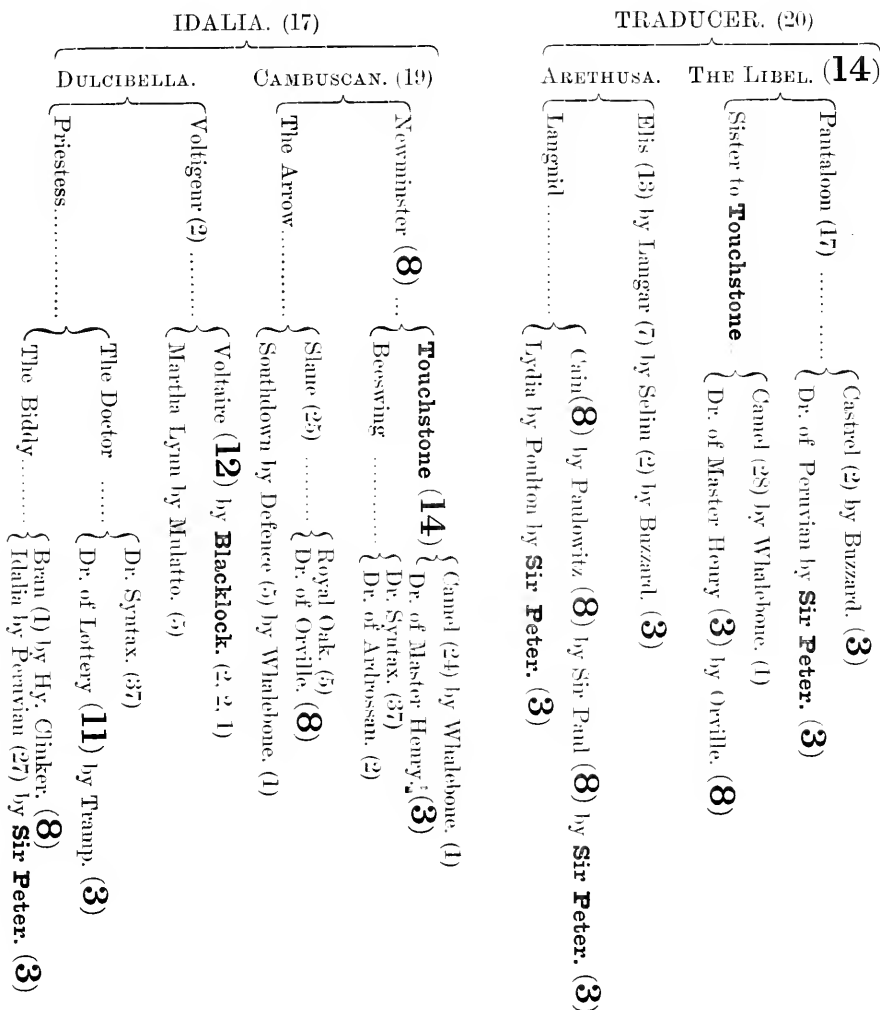 IDALIA. (17)
TRADUCER. (20)
DULCIBELLA.
CAMBUSCAN. (19)
ARETHUSA.
THE LIBEL. (14)
Pantaloon (17) ...... ......
Castrel (2) by Buzzard. (3)
Dr. of Peruvian by Sir Peter. (3)
Sister to Touchstone
Camel (28) by Whalebone. (1)
Dr. of Master Henry (3) by Orville. (8)
Elis (13) by Langar (7) by Selim (2) by Buzzard. (3)
Languid ............
Cain (8) by Paulowitz (8) by Sir Paul (8) by Sir Peter. (3)
Lydia by Poulton by Sir Peter. (3)
Newminster (8) ...
Touchstone (14)
Camel (24) by Whalebone. (1)
Dr. of Master Henry. (3)
Beeswing .........
Dr. Syntax. (37)
Dr. of Ardrossan. (2)
The Arrow............
Slane (25) .........
Royal Oak. (5)
Dr. of Orville. (8)
Southdown by Defence (5) by Whalebone. (1)
Voltigeur (2) .........
Voltaire (12) by Blacklock. (2, 2, 1)
Martha Lynn by Mulatto. (5)
Priestess............
The Doctor ......
Dr. Syntax. (37)
Dr. of Lottery (11) by Tramp. (3)
The Biddy.........
Bran (1) by Hy. Clinker. (8)
Idalia by Peruvian (27) by Sir Peter. (3)